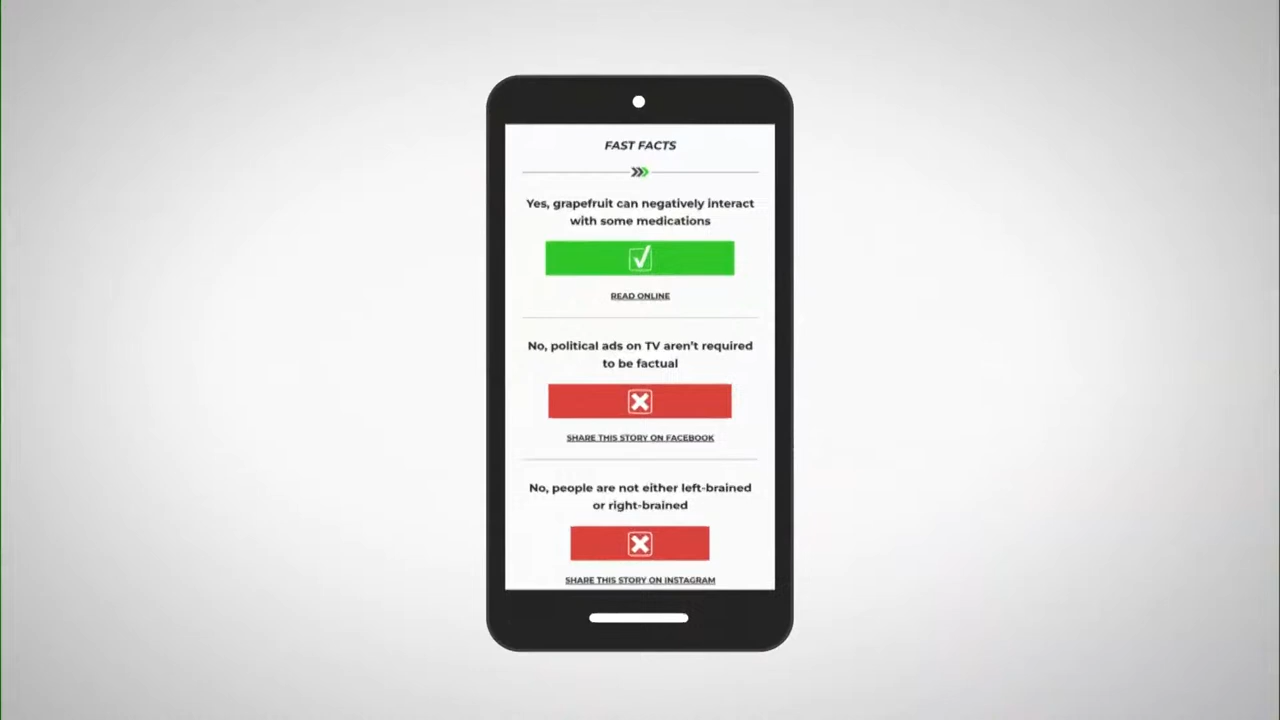 FAST FACTS
Yes, grapefruit can negatively interact
with some medications
READ ONLINE
No, political ads on TV aren't required
to be factual
SHARE THIS STORY ON FACEBOOK
No, people are not either left-brained
or right-brained
SHARE THIS STORY ON INSTAGRAM